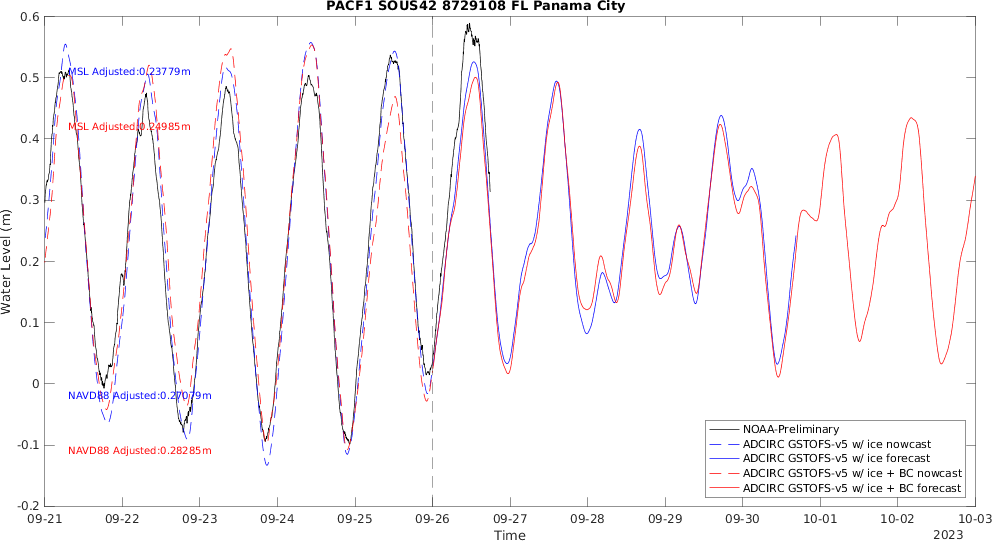 PACF1 SOUS42 8729108 FL Panama City
0.6
0.5
0.4
0.3
0.2
0.1
0
-0.1
-0.2
Water Level (m)
MSL Adjusted:0.23779m
MSL Adjusted:0.24985m
NAVD88 Adjusted:0.27079m
NAVD88 Adjusted:0.28285m
NOAA-Preliminary
ADCIRC GSTOFS-v5 w/ ice nowcast
ADCIRC GSTOFS-v5 w/ ice forecast
ADCIRC GSTOFS-v5 w/ ice + BC nowcast
ADCIRC GSTOFS-v5 w/ ice + BC forecast
09-21 09-22 09-23 09-24 09-25 09-26 09-27 09-28 09-29 09-30 10-01 10-02 10-03
Time
2023